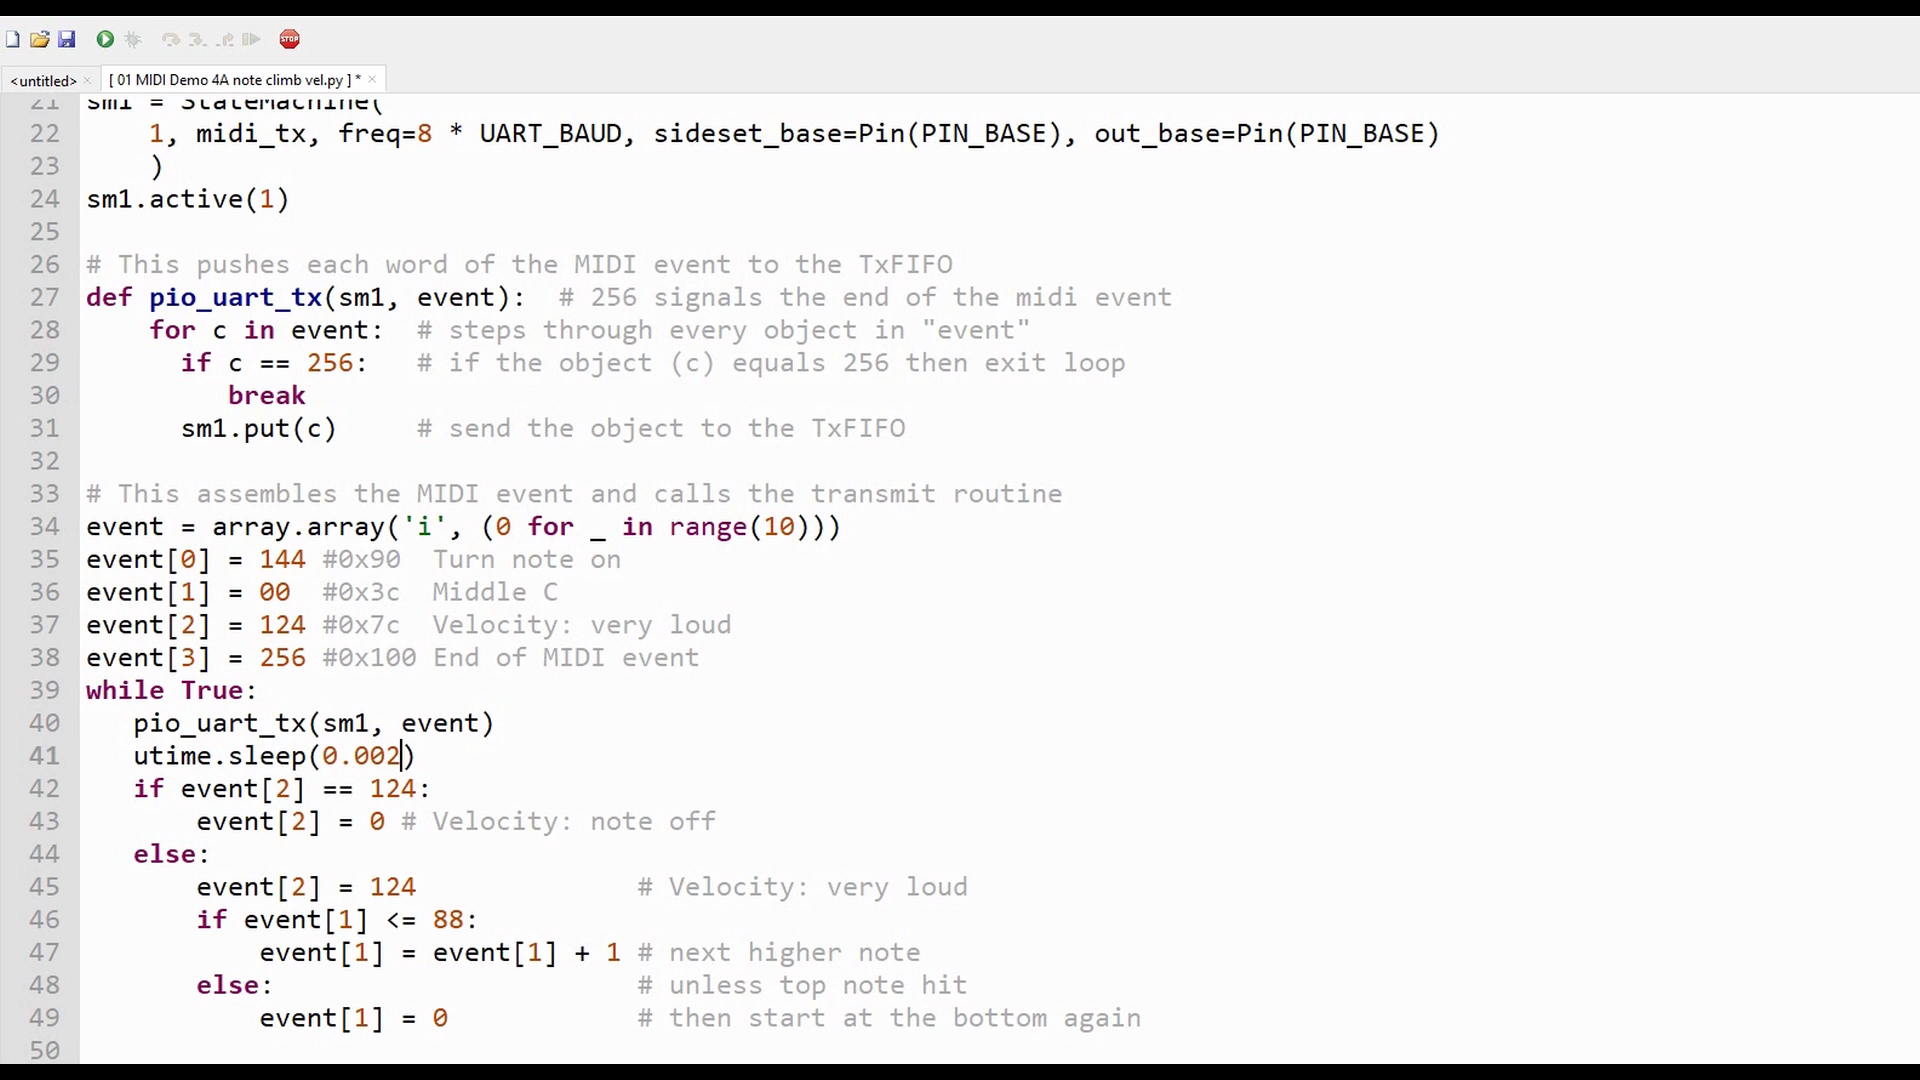 STOP
<untitled> × [ 01 MIDI Demo 4A note climb vel.py ] * ×
21 sm1 = StateMachine(
22     1, midi_tx, freq=8 * UART_BAUD, sideset_base=Pin(PIN_BASE), out_base=Pin(PIN_BASE)
23     )
24 sm1.active(1)
25
26 # This pushes each word of the MIDI event to the TxFIFO
27 def pio_uart_tx(sm1, event):  # 256 signals the end of the midi event
28     for c in event:  # steps through every object in "event"
29       if c == 256:   # if the object (c) equals 256 then exit loop
30          break
31       sm1.put(c)     # send the object to the TxFIFO
32
33 # This assembles the MIDI event and calls the transmit routine
34 event = array.array('i', (0 for _ in range(10)))
35 event[0] = 144 #0x90  Turn note on
36 event[1] = 00  #0x3c  Middle C
37 event[2] = 124 #0x7c  Velocity: very loud
38 event[3] = 256 #0x100 End of MIDI event
39 while True:
40    pio_uart_tx(sm1, event)
41    utime.sleep(0.002)
42    if event[2] == 124:
43        event[2] = 0 # Velocity: note off
44    else:
45        event[2] = 124              # Velocity: very loud
46        if event[1] <= 88:
47            event[1] = event[1] + 1 # next higher note
48        else:                       # unless top note hit
49            event[1] = 0            # then start at the bottom again
50